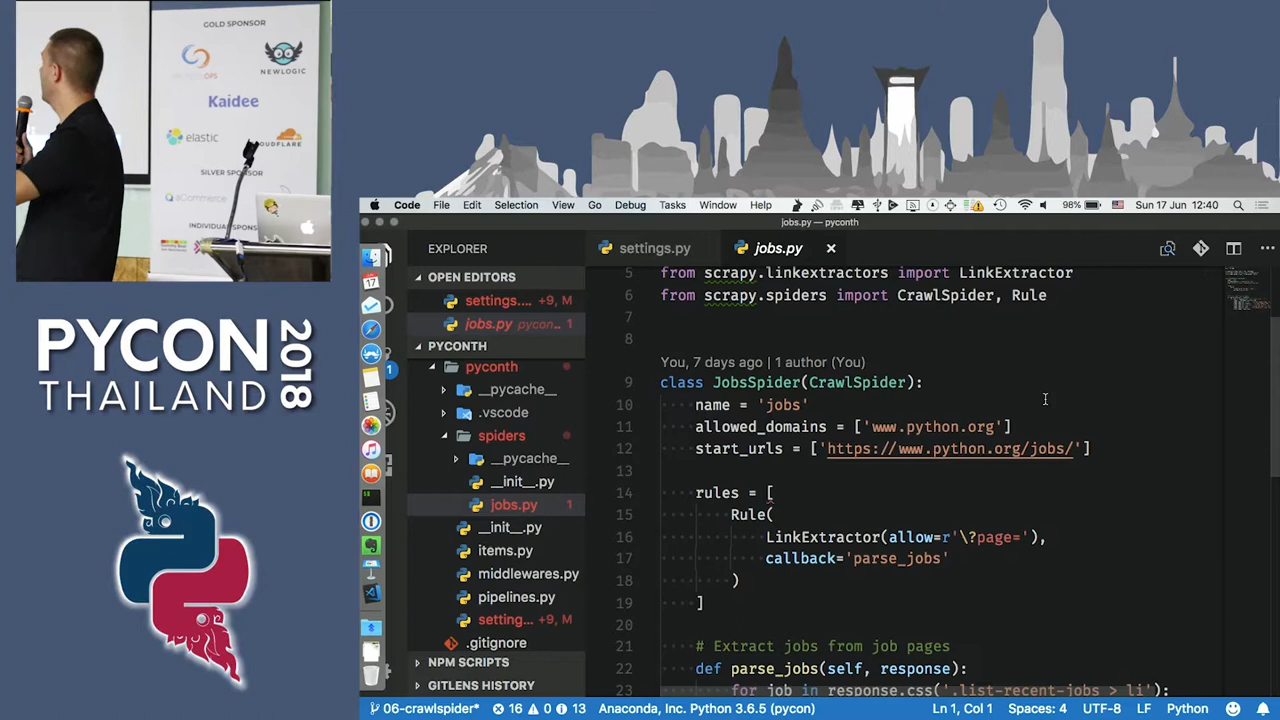 GOLD SPONSOR
NEWLOGIC
Kaidee
elastic
SILVER SPONSOR
eCommerce
PYCON
THAILAND
2018
Code File Edit Selection View Go Debug Tasks Window Help 98% Sun 17 Jun 12:40
jobs.py — pyconth
EXPLORER
settings.py jobs.py
OPEN EDITORS
settings.... +9, M
jobs.py pycon... 1
PYCONTH
pyconth
__pycache__
.vscode
spiders
__pycache__
__init__.py
jobs.py 1
__init__.py
items.py
middlewares.py
pipelines.py
setting... +9, M
.gitignore
NPM SCRIPTS
GITLENS HISTORY
5 from scrapy.linkextractors import LinkExtractor
6 from scrapy.spiders import CrawlSpider, Rule
7
8
You, 7 days ago | 1 author (You)
9 class JobsSpider(CrawlSpider):
10 name = 'jobs'
11 allowed_domains = ['www.python.org']
12 start_urls = ['https://www.python.org/jobs/']
13
14 rules = [
15 Rule(
16 LinkExtractor(allow=r'\?page='),
17 callback='parse_jobs'
18 )
19 ]
20
21 # Extract jobs from job pages
22 def parse_jobs(self, response):
23 for job in response.css('.list-recent-jobs > li'):
06-crawlspider* 16 0 13 Anaconda, Inc. Python 3.6.5 (pycon) Ln 1, Col 1 Spaces: 4 UTF-8 LF Python